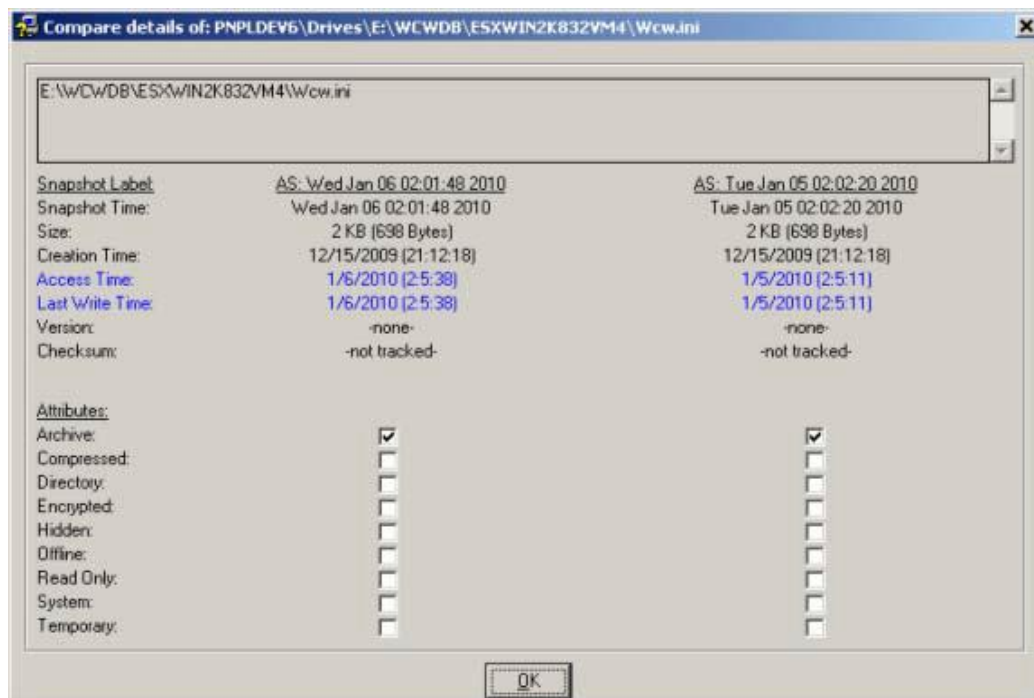 Compare details of: PNPLDEV6\Drives\E:\WCWDB\ESXWIN2K832VM4\Wcw.ini
E:\WCWDB\ESXWIN2K832VM4\Wcw.ini
Snapshot Label: AS: Wed Jan 06 02:01:48 2010 AS: Tue Jan 05 02:02:20 2010
Snapshot Time: Wed Jan 06 02:01:48 2010 Tue Jan 05 02:02:20 2010
Size: 2 KB (698 Bytes) 2 KB (698 Bytes)
Creation Time: 12/15/2009 (21:12:18) 12/15/2009 (21:12:18)
Access Time: 1/6/2010 (2:5:38) 1/5/2010 (2:5:11)
Last Write Time: 1/6/2010 (2:5:38) 1/5/2010 (2:5:11)
Version: -none- -none-
Checksum: -not tracked- -not tracked-
Attributes:
Archive:
Compressed:
Directory:
Encrypted:
Hidden:
Offline:
Read Only:
System:
Temporary:
OK